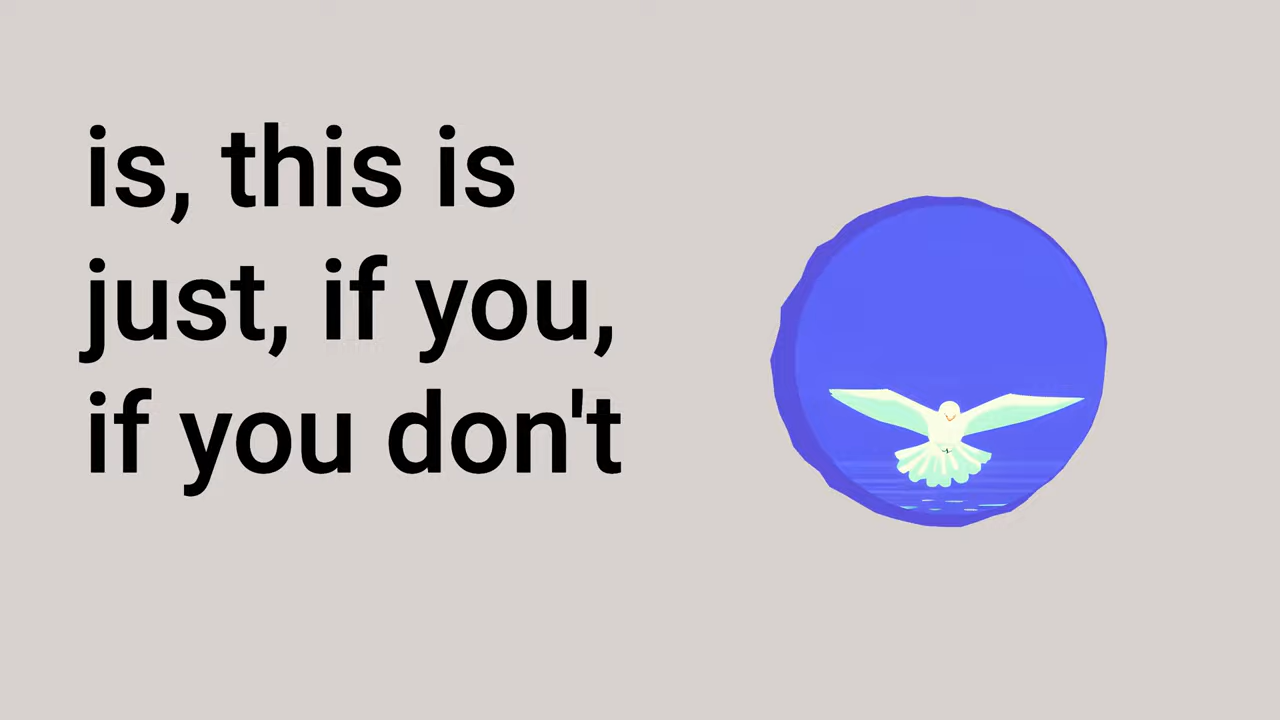 is, this is
just, if you,
if you don't